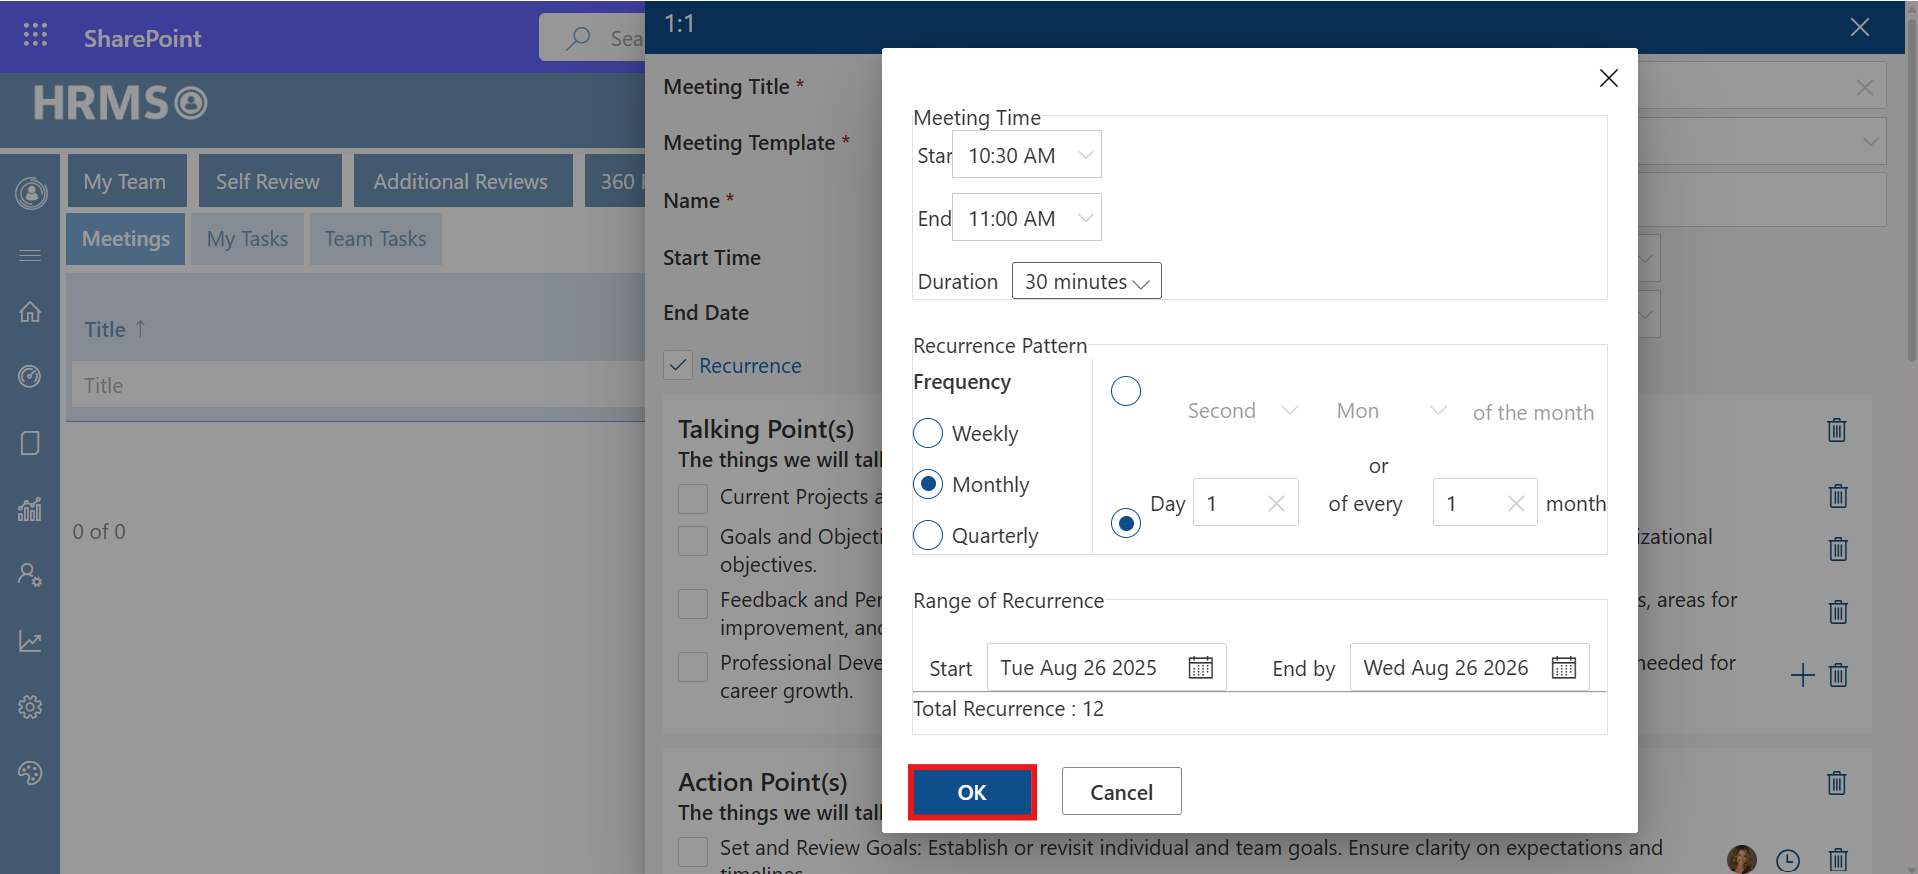 SharePoint
Sea
1:1
HRMS
My Team
Self Review
Additional Reviews
360
Meetings
My Tasks
Team Tasks
Title ↑
Title
0 of 0
Meeting Title *
Meeting Template *
Name *
Start Time
End Date
Recurrence
Talking Point(s)
The things we will tal
Current Projects a
Goals and Objecti
izational
objectives.
Feedback and Per
s, areas for
improvement, and
Professional Deve
needed for
career growth.
Action Point(s)
The things we will tal
Set and Review Goals: Establish or revisit individual and team goals. Ensure clarity on expectations and
timelines.
Meeting Time
Star 10:30 AM
End 11:00 AM
Duration 30 minutes
Recurrence Pattern
Frequency
Weekly
Monthly
Quarterly
Second Mon of the month
or
Day 1 of every 1 month
Range of Recurrence
Start Tue Aug 26 2025 End by Wed Aug 26 2026
Total Recurrence : 12
OK Cancel